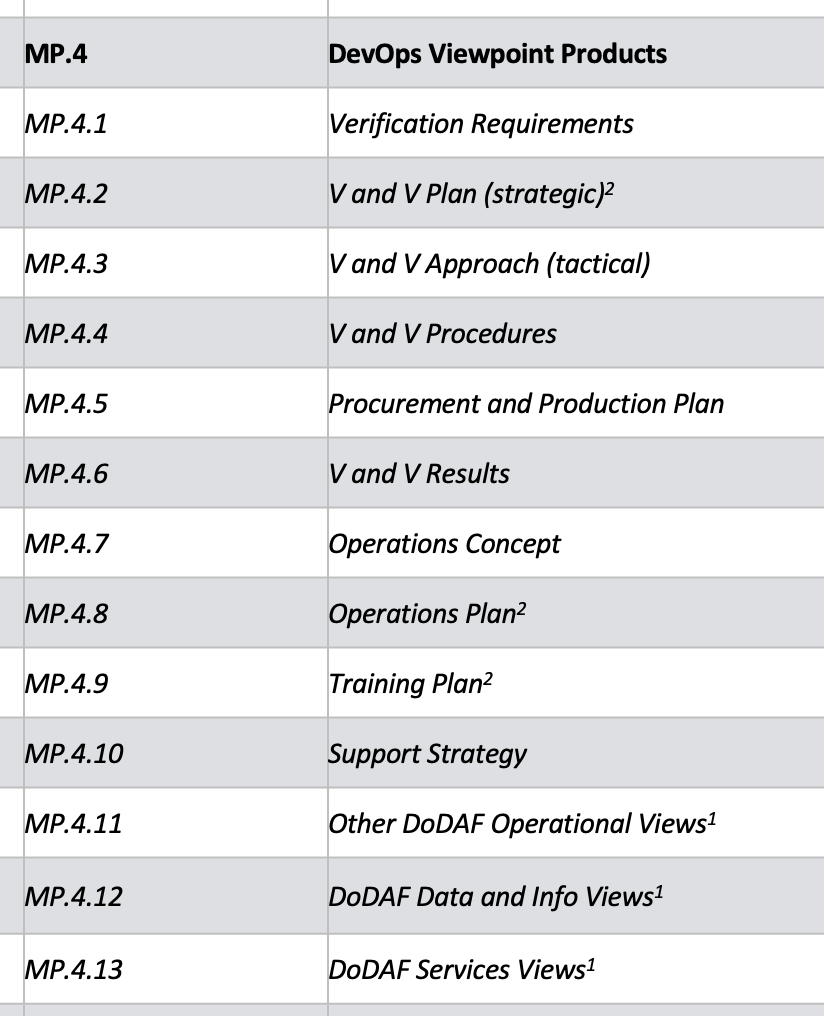 MP.4 DevOps Viewpoint Products
MP.4.1 Verification Requirements
MP.4.2 V and V Plan (strategic)²
MP.4.3 V and V Approach (tactical)
MP.4.4 V and V Procedures
MP.4.5 Procurement and Production Plan
MP.4.6 V and V Results
MP.4.7 Operations Concept
MP.4.8 Operations Plan²
MP.4.9 Training Plan²
MP.4.10 Support Strategy
MP.4.11 Other DoDAF Operational Views¹
MP.4.12 DoDAF Data and Info Views¹
MP.4.13 DoDAF Services Views¹